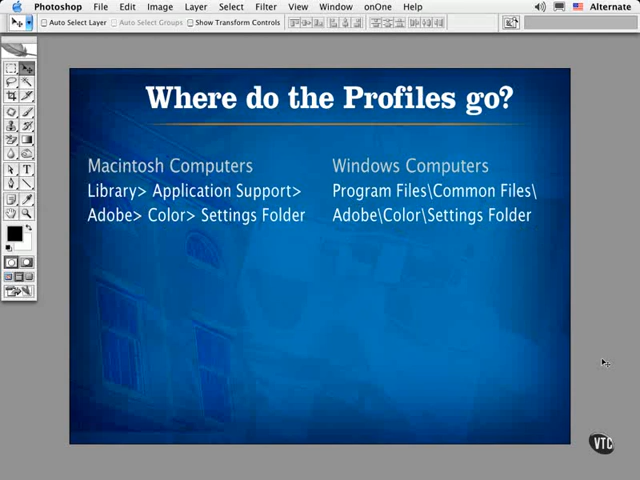 Photoshop File Edit Image Layer Select Filter View Window onOne Help Alternate
Auto Select Layer Auto Select Groups Show Transform Controls
Where do the Profiles go?
Macintosh Computers
Library> Application Support>
Adobe> Color> Settings Folder
Windows Computers
Program Files\Common Files\
Adobe\Color\Settings Folder
VTC